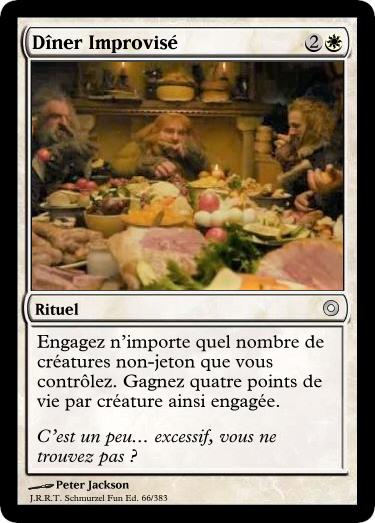 Dîner Improvisé 2
Rituel
Engagez n'importe quel nombre de
créatures non-jeton que vous
contrôlez. Gagnez quatre points de
vie par créature ainsi engagée.
C'est un peu… excessif, vous ne
trouvez pas ?
Peter Jackson
J.R.R.T. Schmurzel Fun Ed. 66/383